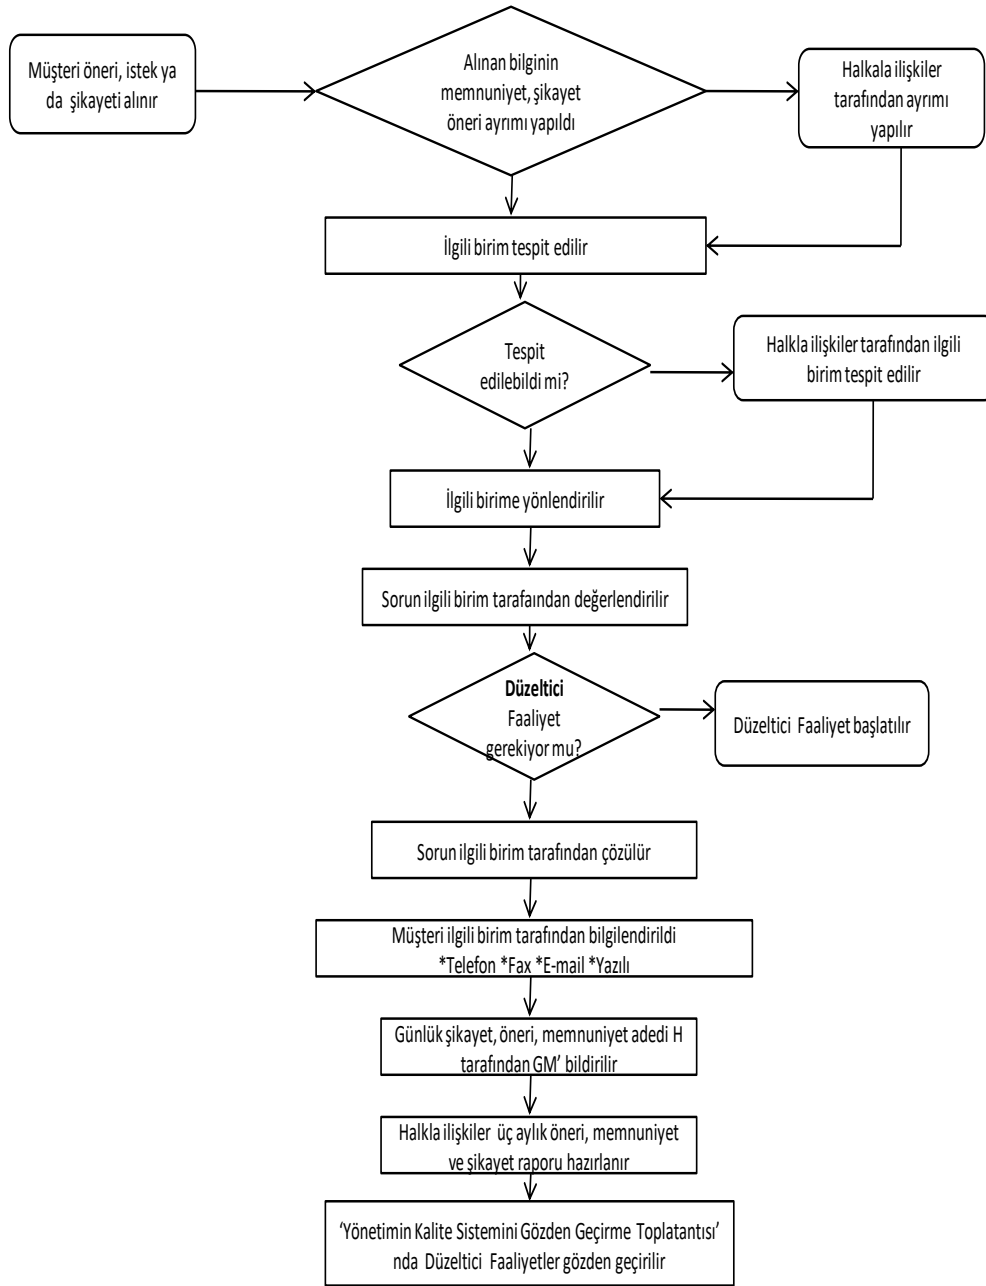 Müşteri öneri, istek ya
da şikayeti alınır
Alınan bilginin
memnuniyet, şikayet
öneri ayrımı yapıldı
Halkala ilişkiler
tarafından ayrımı
yapılır
İlgili birim tespit edilir
Tespit
edilebildi mi?
Halkla ilişkiler tarafından ilgili
birim tespit edilir
İlgili birime yönlendirilir
Sorun ilgili birim tarafaından değerlendirilir
Düzeltici
Faaliyet
gerekiyor mu?
Düzeltici Faaliyet başlatılır
Sorun ilgili birim tarafından çözülür
Müşteri ilgili birim tarafından bilgilendirildi
*Telefon *Fax *E-mail *Yazılı
Günlük şikayet, öneri, memnuniyet adedi H
tarafından GM’ bildirilir
Halkla ilişkiler üç aylık öneri, memnuniyet
ve şikayet raporu hazırlanır
‘Yönetimin Kalite Sistemini Gözden Geçirme Toplatantısı’
nda Düzeltici Faaliyetler gözden geçirilir